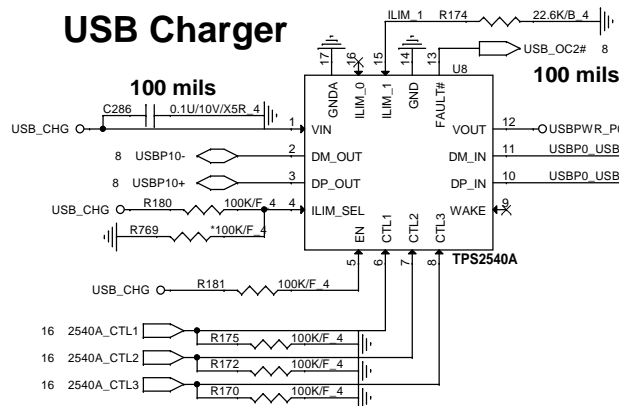 USB Charger
ILIM_1 R174 22.6K/B_4
USB_OC2# 8
17 16 15 14 13 U8
100 mils 100 mils
GNDA ILIM_0 ILIM_1 GND FAULT#
C286 0.1U/10V/X5R_4
USB_CHG 1 VIN VOUT 12
8 USBP10- 2 DM_OUT DM_IN 11 USBP0_USB
8 USBP10+ 3 DP_OUT DP_IN 10 USBP0_USB
USB_CHG R180 100K/F_4 4 ILIM_SEL WAKE 9
R769 *100K/F_4
EN CTL1 CTL2 CTL3
TPS2540A
5 6 7 8
USB_CHG R181 100K/F_4
16 2540A_CTL1
R175 100K/F_4
16 2540A_CTL2
R172 100K/F_4
16 2540A_CTL3
R170 100K/F_4